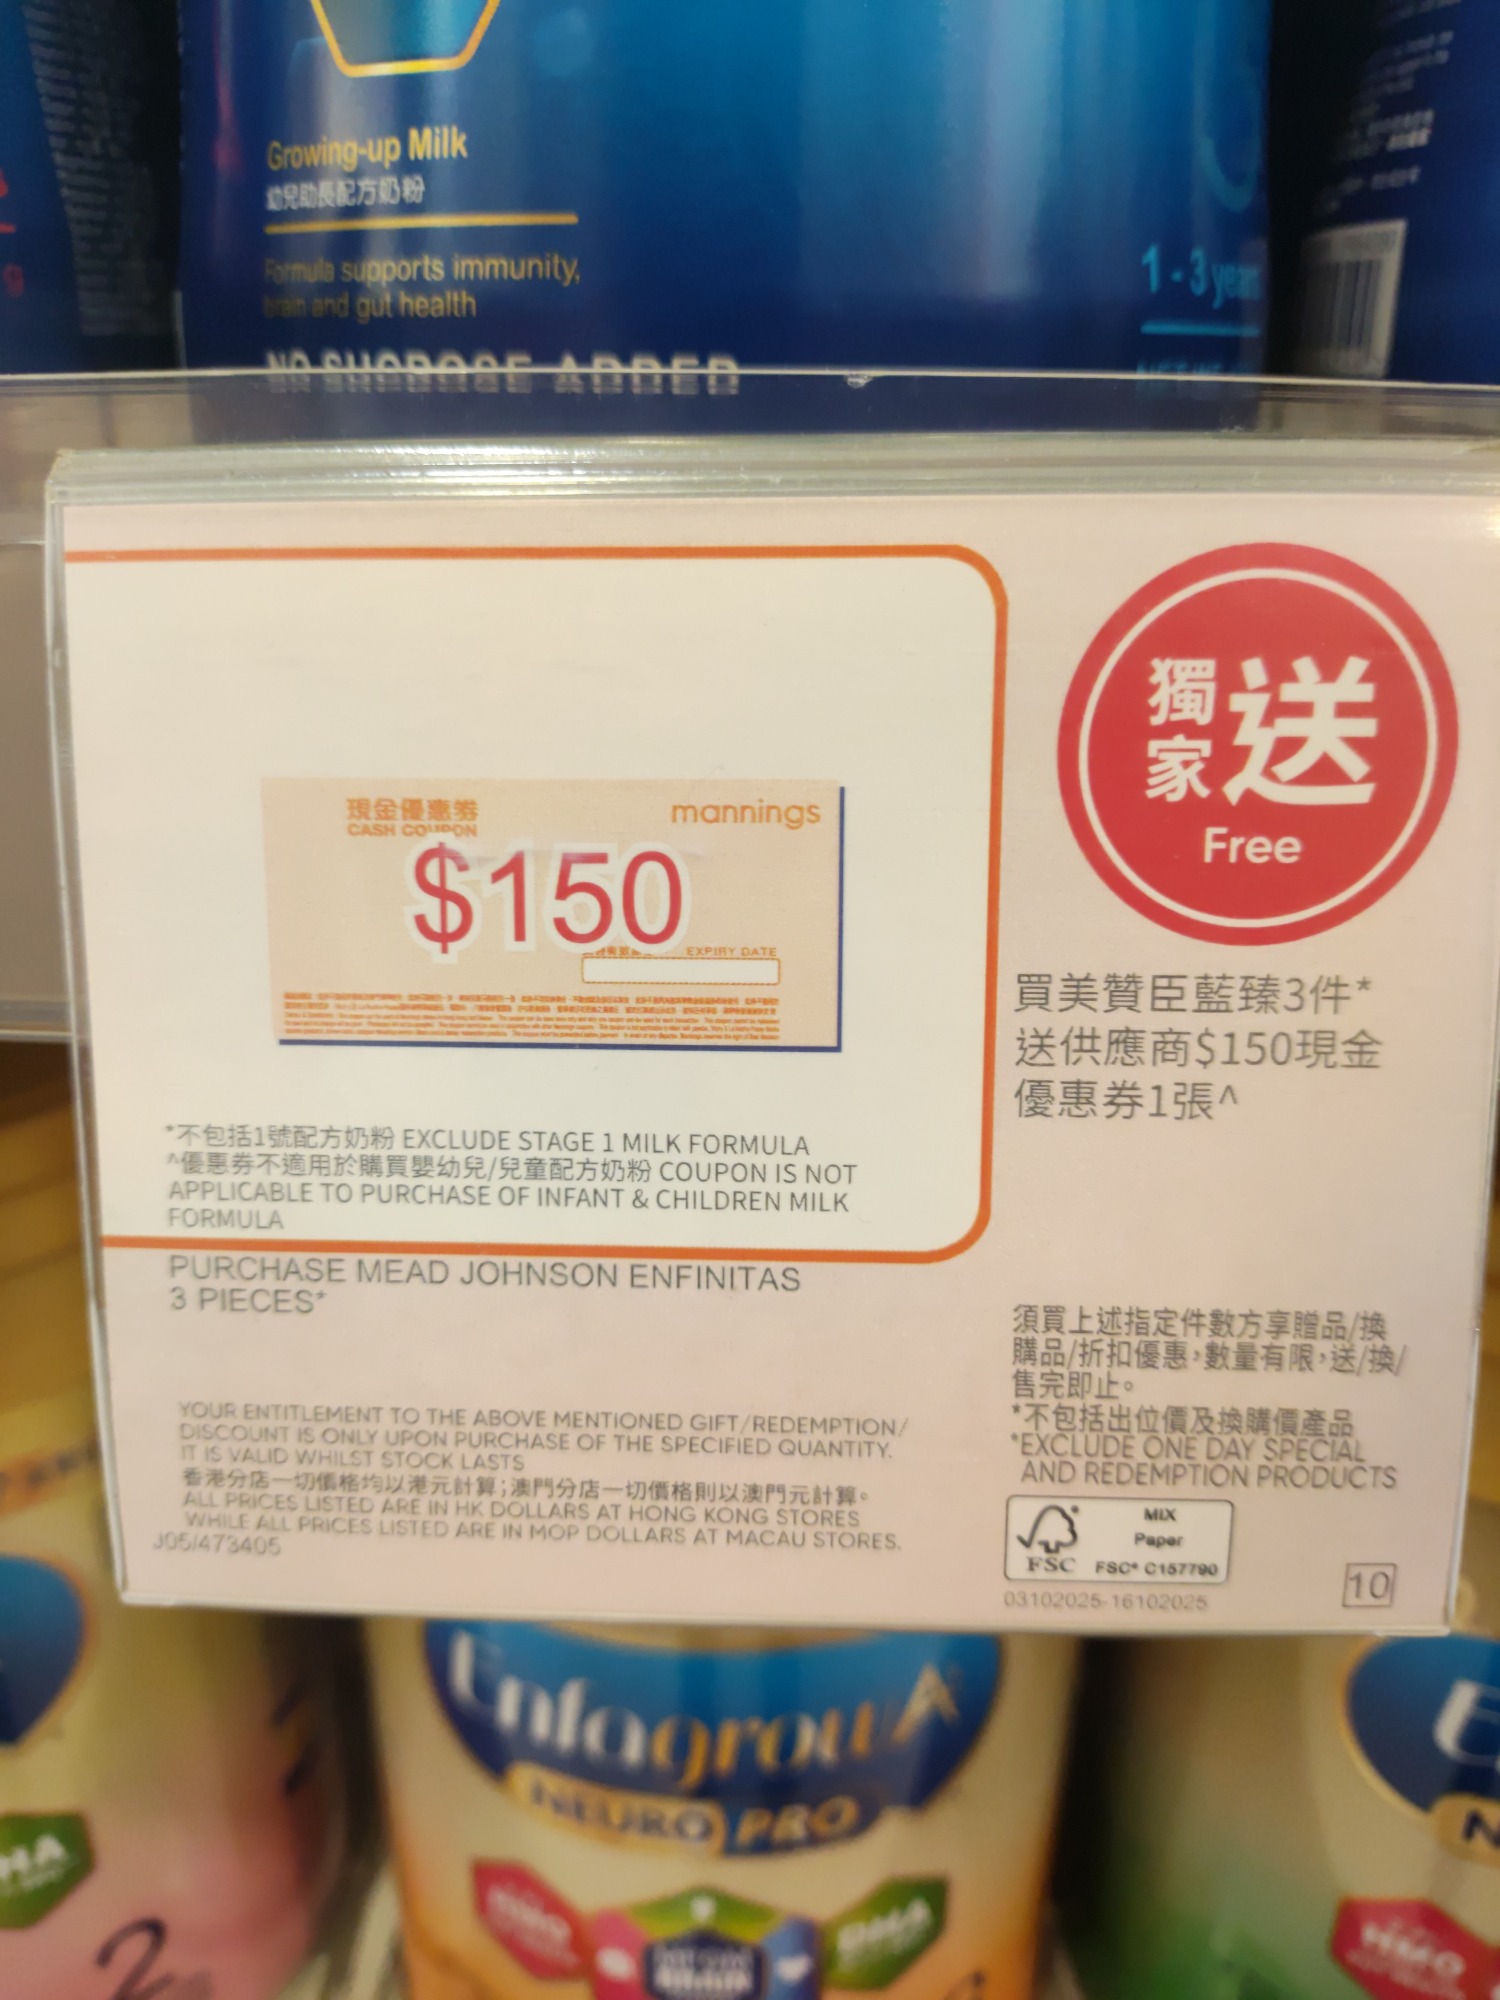 Growing-up Milk
幼兒助長配方奶粉
Formula supports immunity,
brain and gut health
1 - 3 years
NO SUCROSE ADDED
獨家送
Free
現金優惠券
CASH COUPON
mannings
$150
EXPIRY DATE
買美贊臣藍臻3件*
送供應商$150現金
優惠券1張^
*不包括1號配方奶粉 EXCLUDE STAGE 1 MILK FORMULA
^優惠券不適用於購買嬰幼兒/兒童配方奶粉 COUPON IS NOT
APPLICABLE TO PURCHASE OF INFANT & CHILDREN MILK
FORMULA
PURCHASE MEAD JOHNSON ENFINITAS
3 PIECES*
須買上述指定件數方享贈品/換
購品/折扣優惠，數量有限，送/換/
售完即止。
*不包括出位價及換購價產品
*EXCLUDE ONE DAY SPECIAL
AND REDEMPTION PRODUCTS
YOUR ENTITLEMENT TO THE ABOVE MENTIONED GIFT/REDEMPTION/
DISCOUNT IS ONLY UPON PURCHASE OF THE SPECIFIED QUANTITY.
IT IS VALID WHILST STOCK LASTS
香港分店一切價格均以港元計算；澳門分店一切價格則以澳門元計算。
ALL PRICES LISTED ARE IN HK DOLLARS AT HONG KONG STORES
WHILE ALL PRICES LISTED ARE IN MOP DOLLARS AT MACAU STORES.
J05/473405
FSC
MIX
Paper
FSC® C157790
03102025-16102025
10
Enfagrow A+
NEURO PRO
HMO
DHA
2